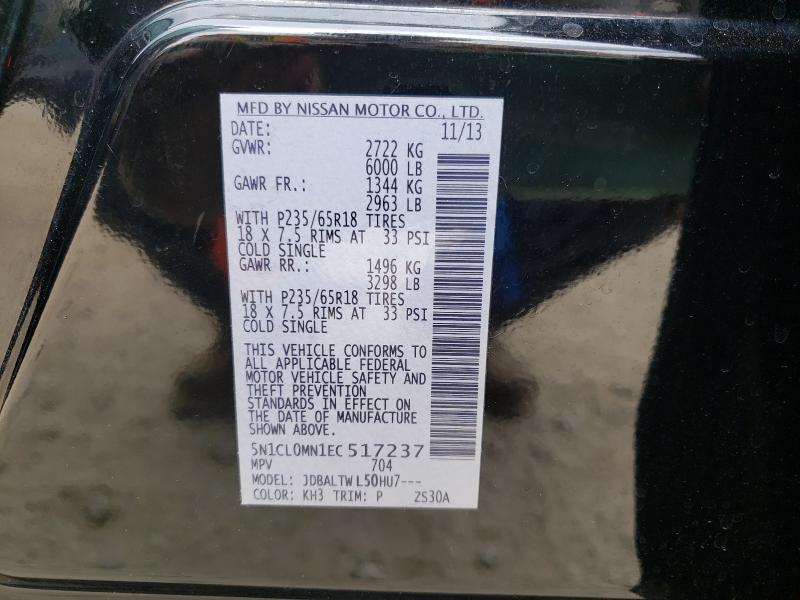 MFD BY NISSAN MOTOR CO., LTD.
DATE: 11/13
GVWR: 2722 KG
6000 LB
GAWR FR.: 1344 KG
2963 LB
WITH P235/65R18 TIRES
18 X 7.5 RIMS AT 33 PSI
COLD SINGLE
GAWR RR.: 1496 KG
3298 LB
WITH P235/65R18 TIRES
18 X 7.5 RIMS AT 33 PSI
COLD SINGLE
THIS VEHICLE CONFORMS TO
ALL APPLICABLE FEDERAL
MOTOR VEHICLE SAFETY AND
THEFT PREVENTION
STANDARDS IN EFFECT ON
THE DATE OF MANUFACTURE
SHOWN ABOVE.
5N1CL0MN1EC517237
MPV 704
MODEL: JDBALTWL50HU7---
COLOR: KH3 TRIM: P ZS30A